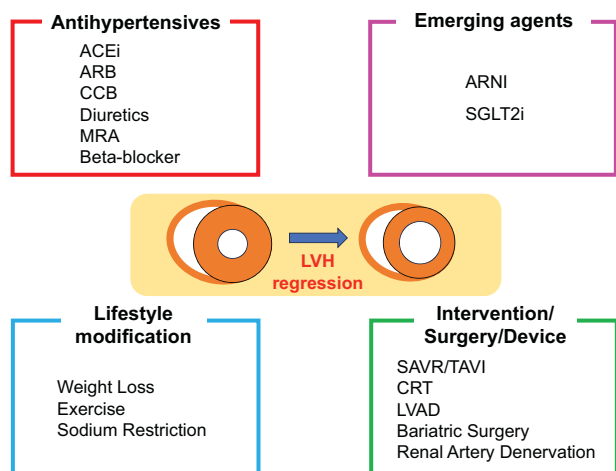 Antihypertensives
ACEi
ARB
CCB
Diuretics
MRA
Beta-blocker
Emerging agents
ARNI
SGLT2i
LVH
regression
Lifestyle
modification
Weight Loss
Exercise
Sodium Restriction
Intervention/
Surgery/Device
SAVR/TAVI
CRT
LVAD
Bariatric Surgery
Renal Artery Denervation